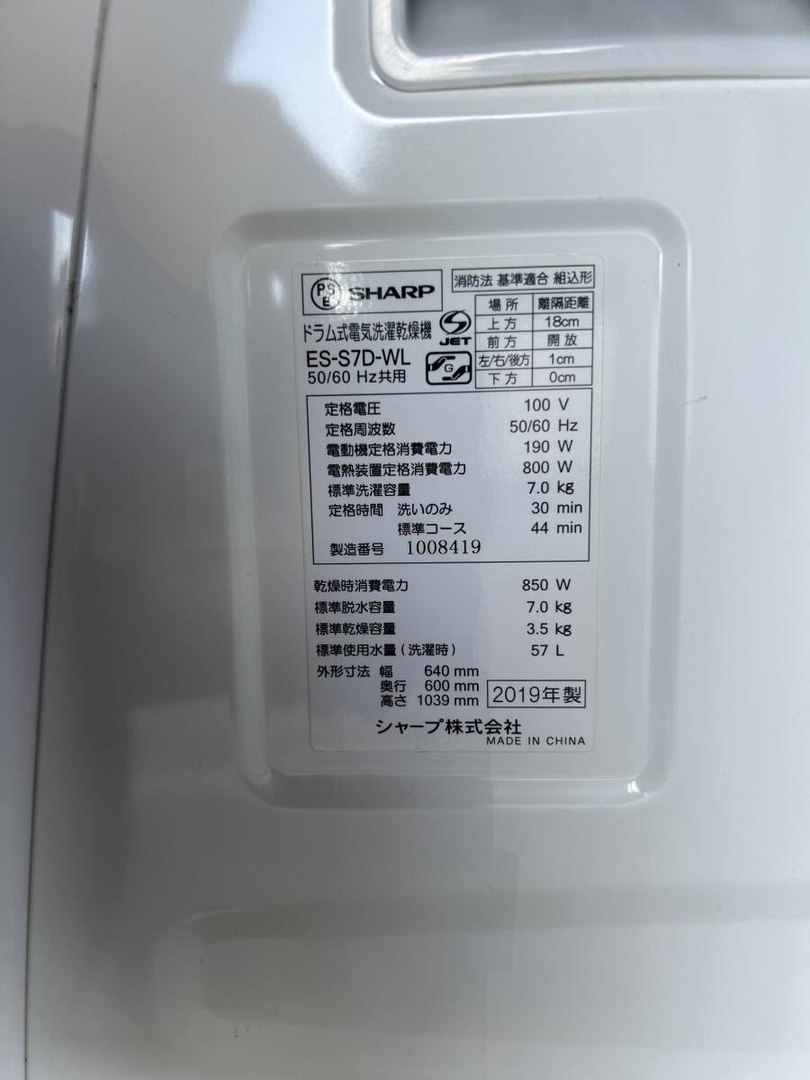 PSE SHARP
消防法 基準適合 組込形
場所 離隔距離
上方 18cm
前方 開放
左/右/後方 1cm
下方 0cm
ドラム式電気洗濯乾燥機
JET
ES-S7D-WL
G
50/60 Hz共用
定格電圧 100 V
定格周波数 50/60 Hz
電動機定格消費電力 190 W
電熱装置定格消費電力 800 W
標準洗濯容量 7.0 kg
定格時間 洗いのみ 30 min
標準コース 44 min
製造番号 1008419
乾燥時消費電力 850 W
標準脱水容量 7.0 kg
標準乾燥容量 3.5 kg
標準使用水量(洗濯時) 57 L
外形寸法 幅 640 mm
奥行 600 mm
高さ 1039 mm
2019年製
シャープ株式会社
MADE IN CHINA